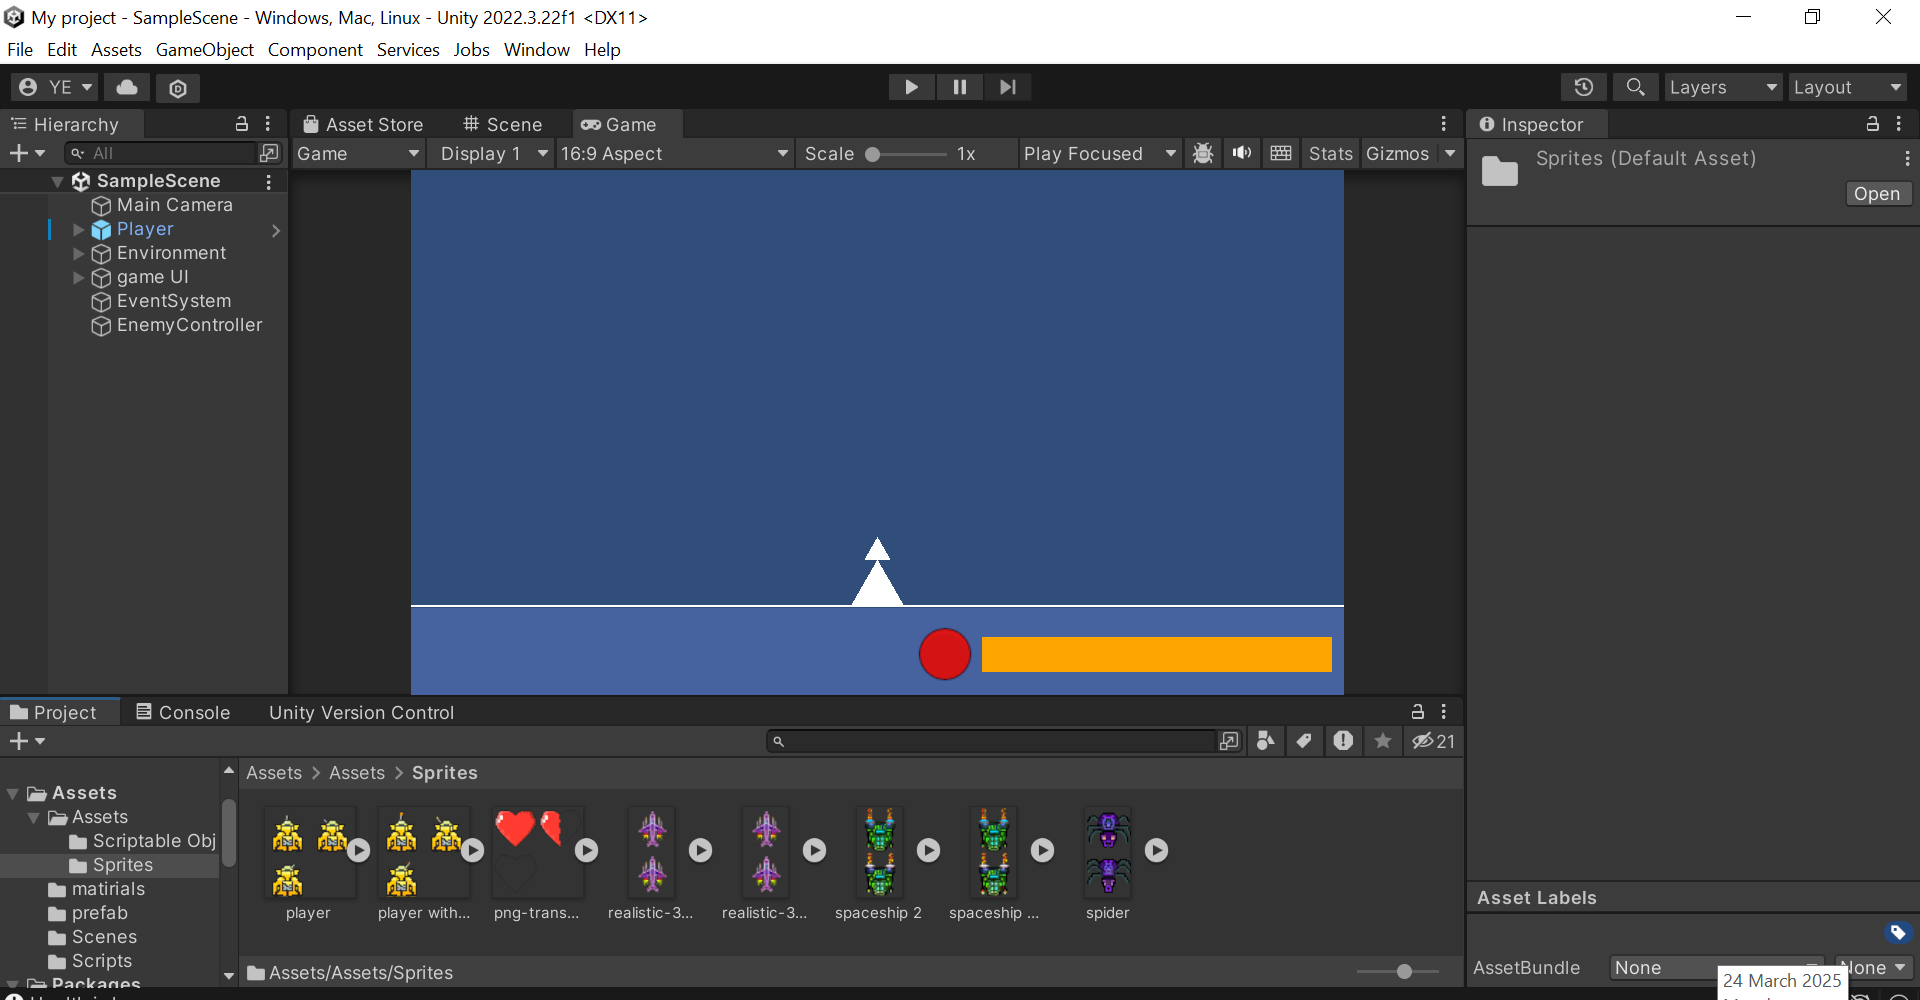 My project - SampleScene - Windows, Mac, Linux - Unity 2022.3.22f1 <DX11>
File Edit Assets GameObject Component Services Jobs Window Help
YE Layers Layout
Hierarchy Asset Store Scene Game Inspector
All Game Display 1 16:9 Aspect Scale 1x Play Focused Stats Gizmos Sprites (Default Asset)
SampleScene
Open
Main Camera
Player
Environment
game UI
EventSystem
EnemyController
Project Console Unity Version Control
21
Assets > Assets > Sprites
Assets
Assets
Scriptable Obj
Sprites
matirials
prefab
Scenes
Scripts
Packages
player player with... png-trans... realistic-3... realistic-3... spaceship 2 spaceship ... spider
Assets/Assets/Sprites
Asset Labels
AssetBundle None None
24 March 2025